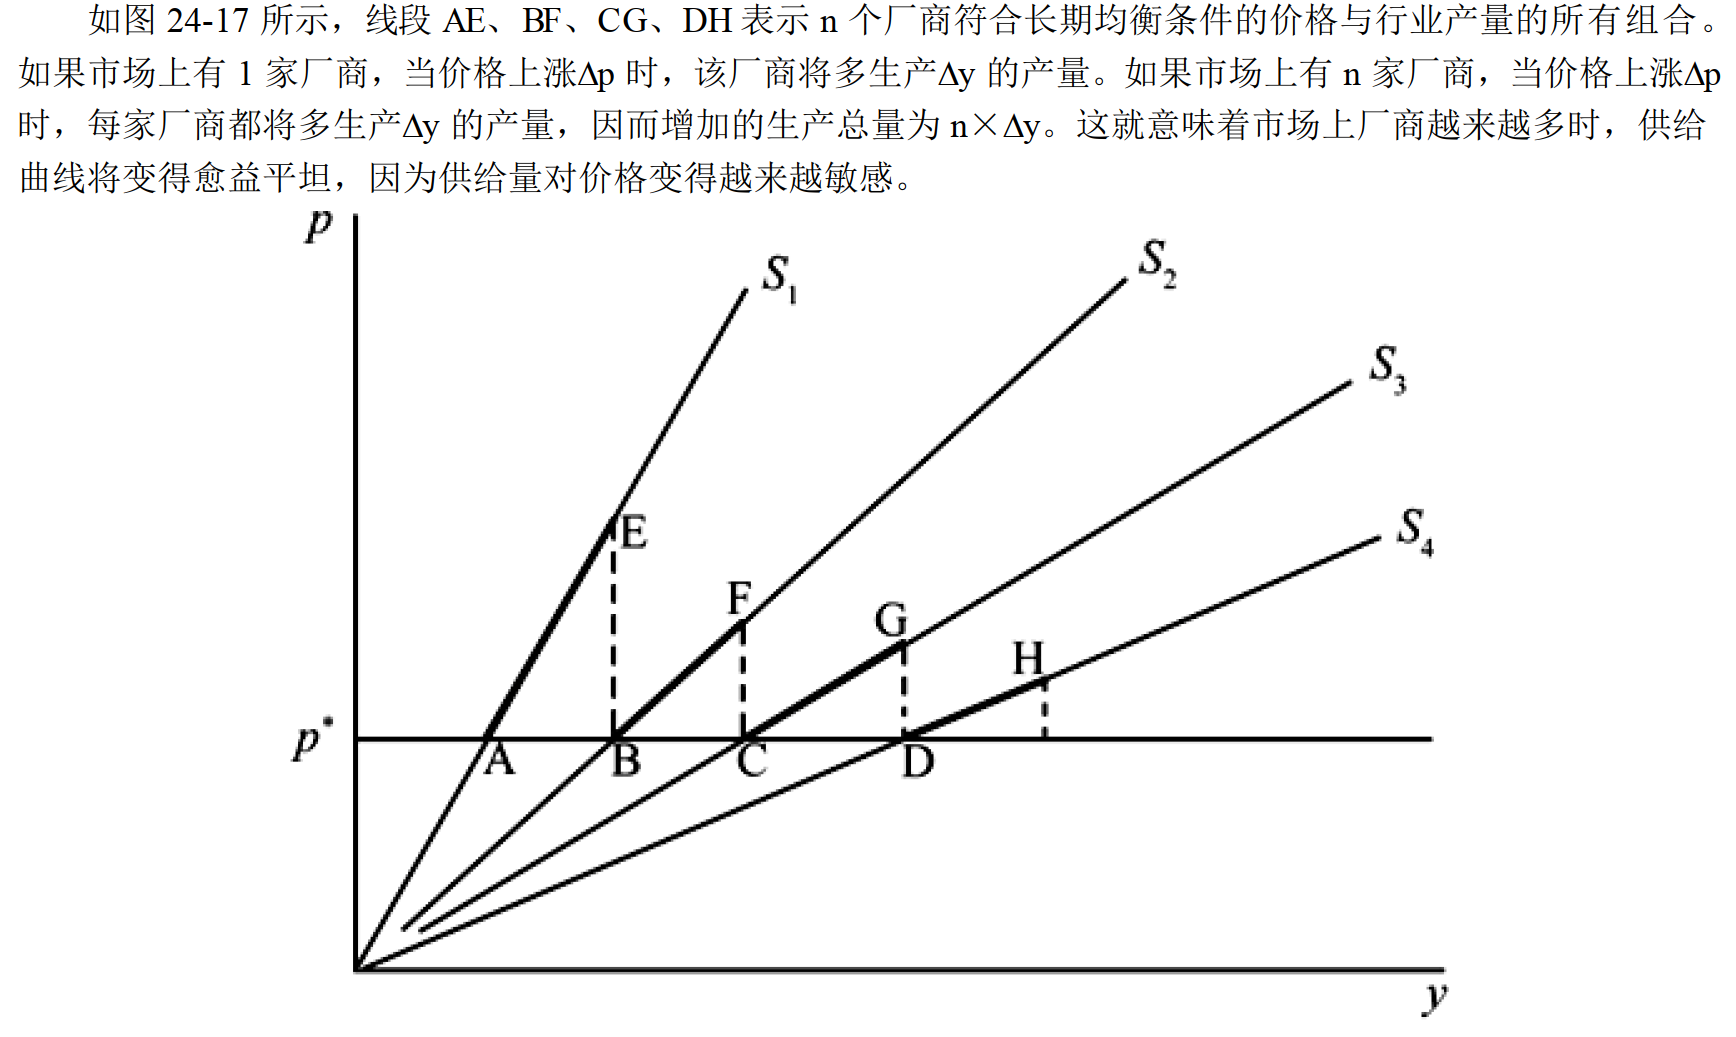 如图 24-17 所示，线段 AE、BF、CG、DH 表示 n 个厂商符合长期均衡条件的价格与行业产量的所有组合。
如果市场上有 1 家厂商，当价格上涨Δp 时，该厂商将多生产Δy 的产量。如果市场上有 n 家厂商，当价格上涨Δp
时，每家厂商都将多生产Δy 的产量，因而增加的生产总量为 n×Δy。这就意味着市场上厂商越来越多时，供给
曲线将变得愈益平坦，因为供给量对价格变得越来越敏感。
p
S₁
S₂
S₃
S₄
E
F
G
H
p*
A
B
C
D
y